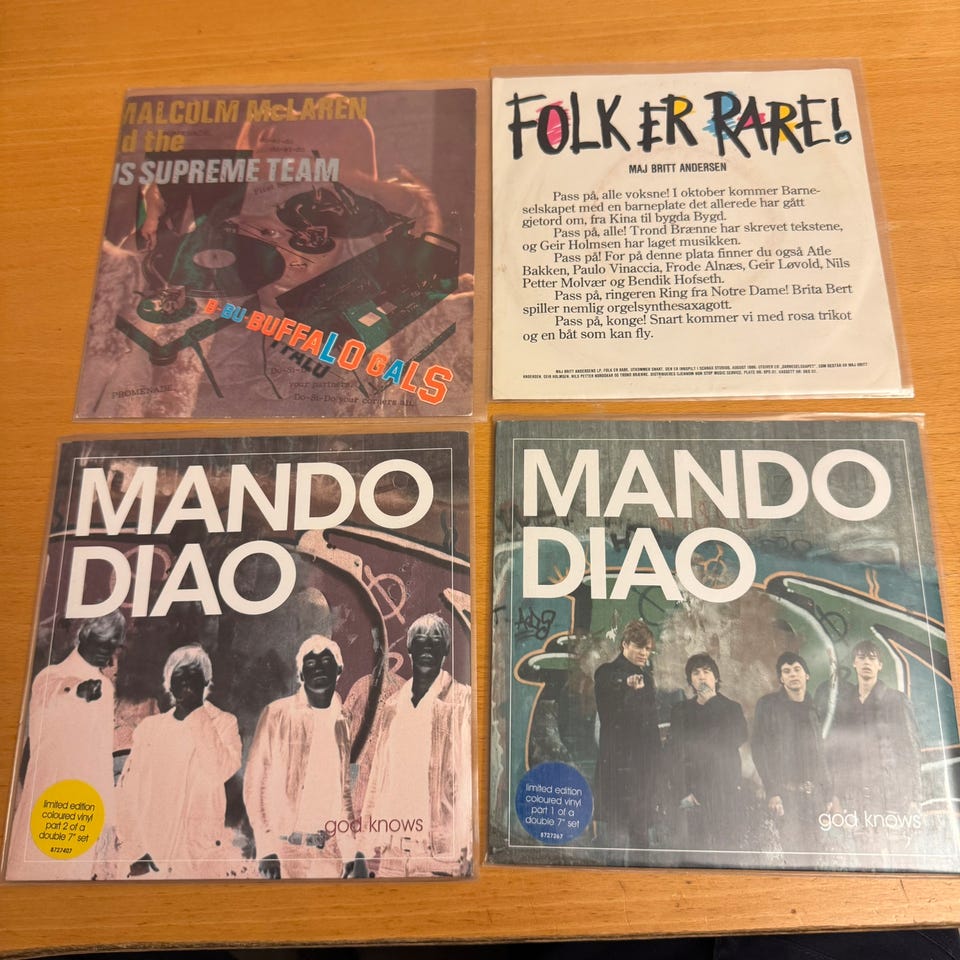 MALCOLM McLAREN
d the
S SUPREME TEAM
B-BU-BUFFALO GALS
PROMENADE
your partners.
Do-Si-Do your corners all.
FOLK ER RARE!
MAJ BRITT ANDERSEN
Pass på, alle voksne! I oktober kommer Barne-
selskapet med en barneplate det allerede har gått
gjetord om, fra Kina til bygda Bygd.
Pass på, alle! Trond Brænne har skrevet tekstene,
og Geir Holmsen har laget musikken.
Pass på! For på denne plata finner du også Atle
Bakken, Paulo Vinaccia, Frode Alnæs, Geir Løvold, Nils
Petter Molvær og Bendik Hofseth.
Pass på, ringeren Ring fra Notre Dame! Brita Bert
spiller nemlig orgelsynthesaxagott.
Pass på, konge! Snart kommer vi med rosa trikot
og en båt som kan fly.
MANDO
DIAO
limited edition
coloured vinyl
part 2 of a
double 7" set
8727407
god knows
MANDO
DIAO
limited edition
coloured vinyl
part 1 of a
double 7" set
8727267
god knows